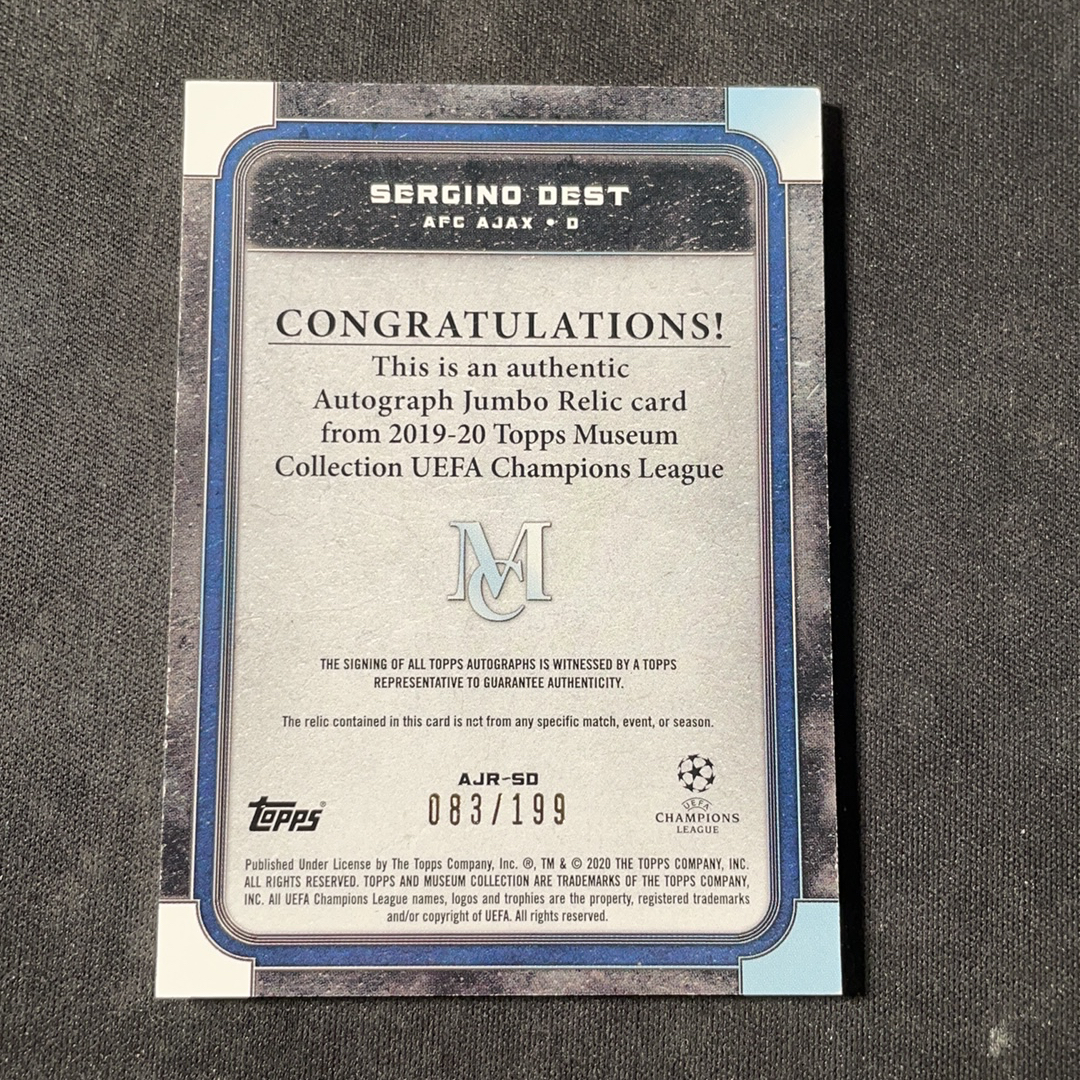 SERGINO DEST
AFC AJAX • D
CONGRATULATIONS!
This is an authentic
Autograph Jumbo Relic card
from 2019-20 Topps Museum
Collection UEFA Champions League
MC
THE SIGNING OF ALL TOPPS AUTOGRAPHS IS WITNESSED BY A TOPPS
REPRESENTATIVE TO GUARANTEE AUTHENTICITY.
The relic contained in this card is not from any specific match, event, or season.
AJR-SD
083/199
Topps®
UEFA
CHAMPIONS
LEAGUE
Published Under License by The Topps Company, Inc. ®, TM & © 2020 THE TOPPS COMPANY, INC.
ALL RIGHTS RESERVED. TOPPS AND MUSEUM COLLECTION ARE TRADEMARKS OF THE TOPPS COMPANY,
INC. All UEFA Champions League names, logos and trophies are the property, registered trademarks
and/or copyright of UEFA. All rights reserved.